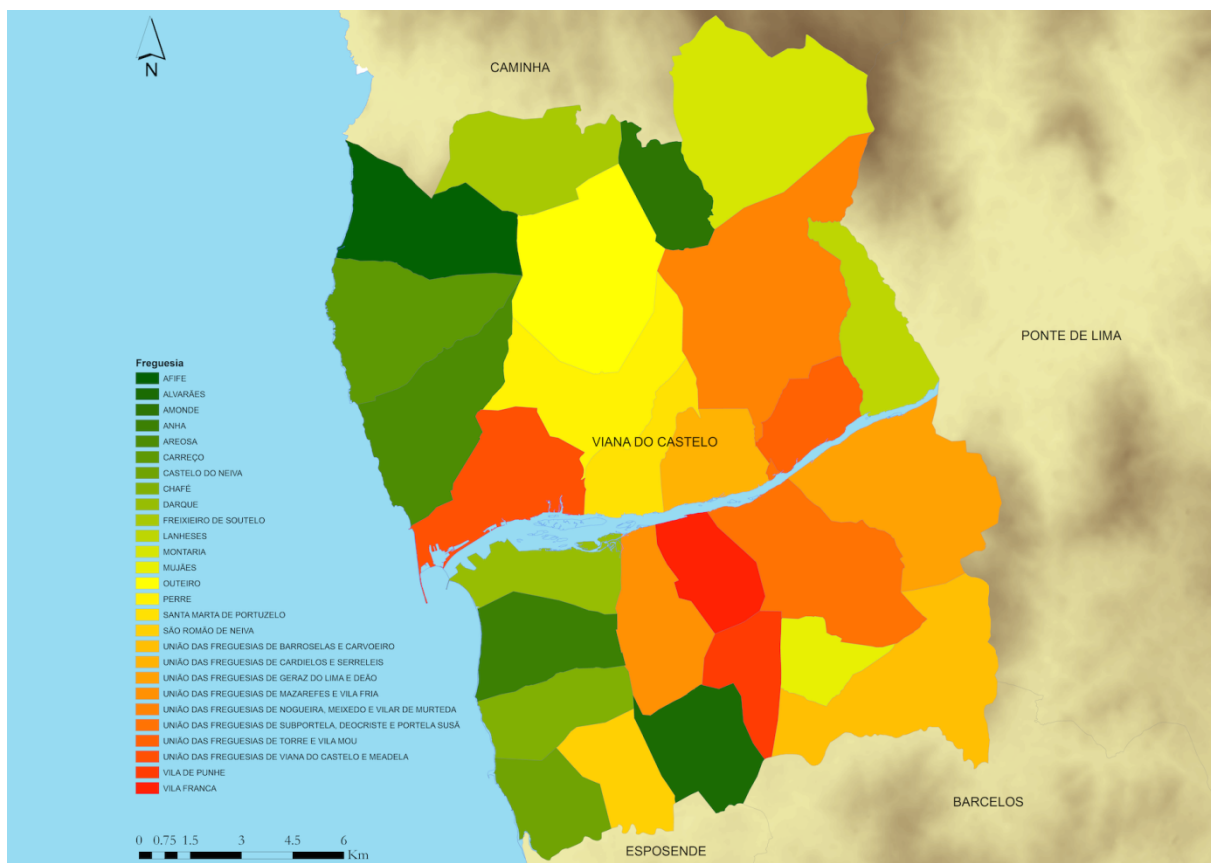 CAMINHA
N
PONTE DE LIMA
VIANA DO CASTELO
Freguesia
AFIFE
ALVARÃES
AMONDE
ANHA
AREOSA
CARREÇO
CASTELO DO NEIVA
CHAFÉ
DARQUE
FREIXIEIRO DE SOUTELO
LANHESES
MONTARIA
MUJÃES
OUTEIRO
PERRE
SANTA MARTA DE PORTUZELO
SÃO ROMÃO DE NEIVA
UNIÃO DAS FREGUESIAS DE BARROSELAS E CARVOEIRO
UNIÃO DAS FREGUESIAS DE CARDIELOS E SERRELEIS
UNIÃO DAS FREGUESIAS DE GERAZ DO LIMA E DEÃO
UNIÃO DAS FREGUESIAS DE MAZAREFES E VILA FRIA
UNIÃO DAS FREGUESIAS DE NOGUEIRA, MEIXEDO E VILAR DE MURTEDA
UNIÃO DAS FREGUESIAS DE SUBPORTELA, DEOCRISTE E PORTELA SUSÃ
UNIÃO DAS FREGUESIAS DE TORRE E VILA MOU
UNIÃO DAS FREGUESIAS DE VIANA DO CASTELO E MEADELA
VILA DE PUNHE
VILA FRANCA
BARCELOS
0 0.75 1.5 3 4.5 6
Km
ESPOSENDE